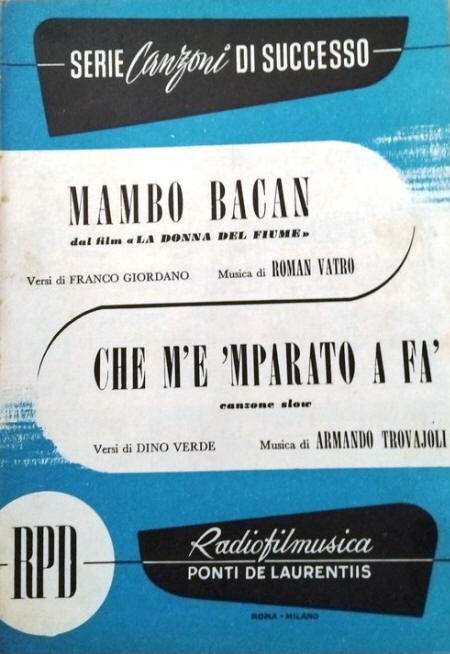 SERIE Canzoni DI SUCCESSO
MAMBO BACAN
dal film «LA DONNA DEL FIUME»
Versi di FRANCO GIORDANO Musica di ROMAN VATRO
CHE M'E 'MPARATO A FA'
canzone slow
Versi di DINO VERDE Musica di ARMANDO TROVAJOLI
RPD
Radiofilmusica
PONTI DE LAURENTIIS
ROMA - MILANO